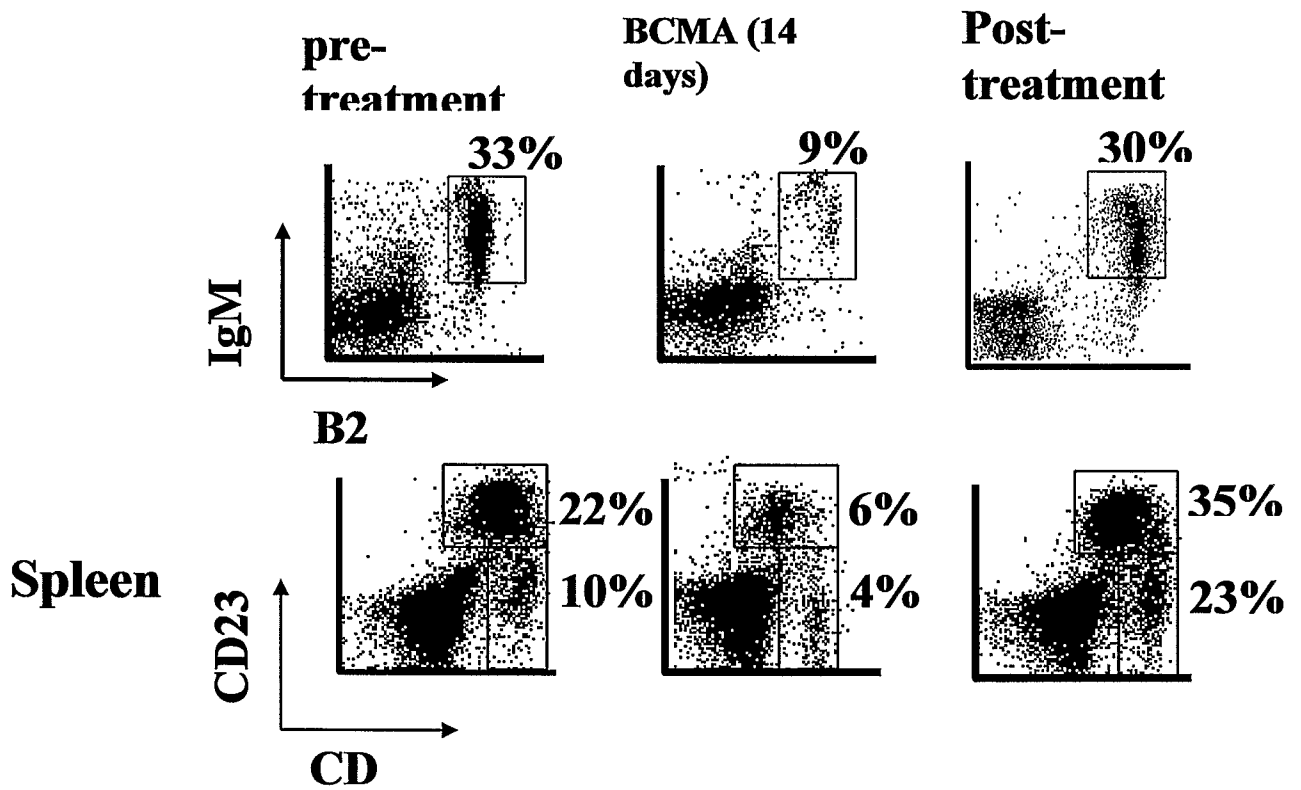 pre-
treatment
BCMA (14
days)
Post-
treatment
33%
9%
30%
IgM
B2
22%
6%
35%
10%
4%
23%
Spleen
CD23
CD